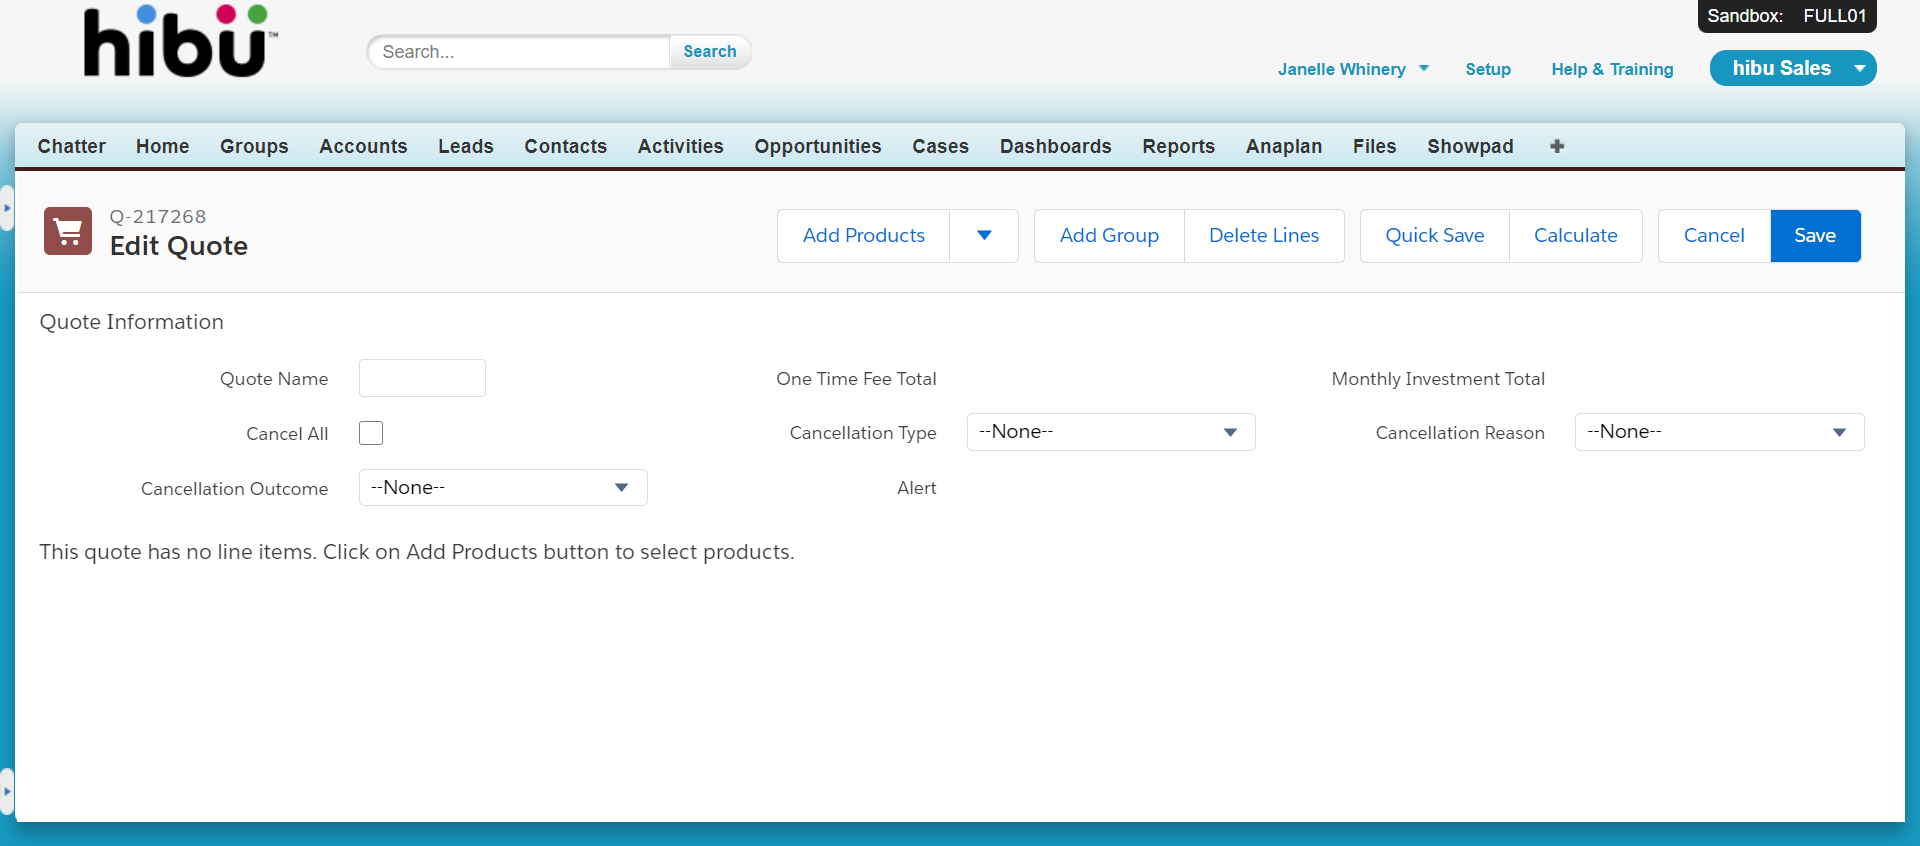 hibü™
Search...
Search
Sandbox: FULL01
Janelle Whinery
Setup
Help & Training
hibu Sales
Chatter Home Groups Accounts Leads Contacts Activities Opportunities Cases Dashboards Reports Anaplan Files Showpad
Q-217268
Edit Quote
Add Products
Add Group
Delete Lines
Quick Save
Calculate
Cancel
Save
Quote Information
Quote Name
One Time Fee Total
Monthly Investment Total
Cancel All
Cancellation Type
--None--
Cancellation Reason
--None--
Cancellation Outcome
--None--
Alert
This quote has no line items. Click on Add Products button to select products.